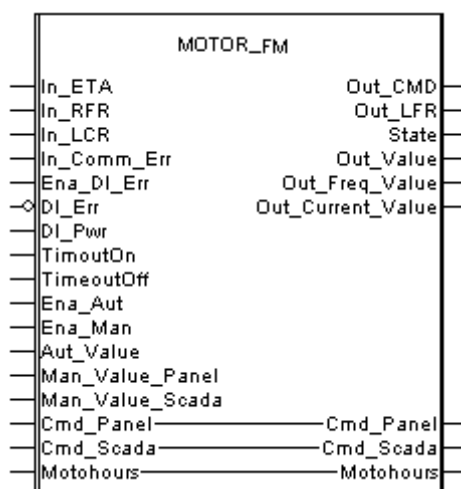 MOTOR_FM
In_ETA Out_CMD
In_RFR Out_LFR
In_LCR State
In_Comm_Err Out_Value
Ena_DI_Err Out_Freq_Value
DI_Err Out_Current_Value
DI_Pwr
TimoutOn
TimeoutOff
Ena_Aut
Ena_Man
Aut_Value
Man_Value_Panel
Man_Value_Scada
Cmd_Panel Cmd_Panel
Cmd_Scada Cmd_Scada
Motohours Motohours